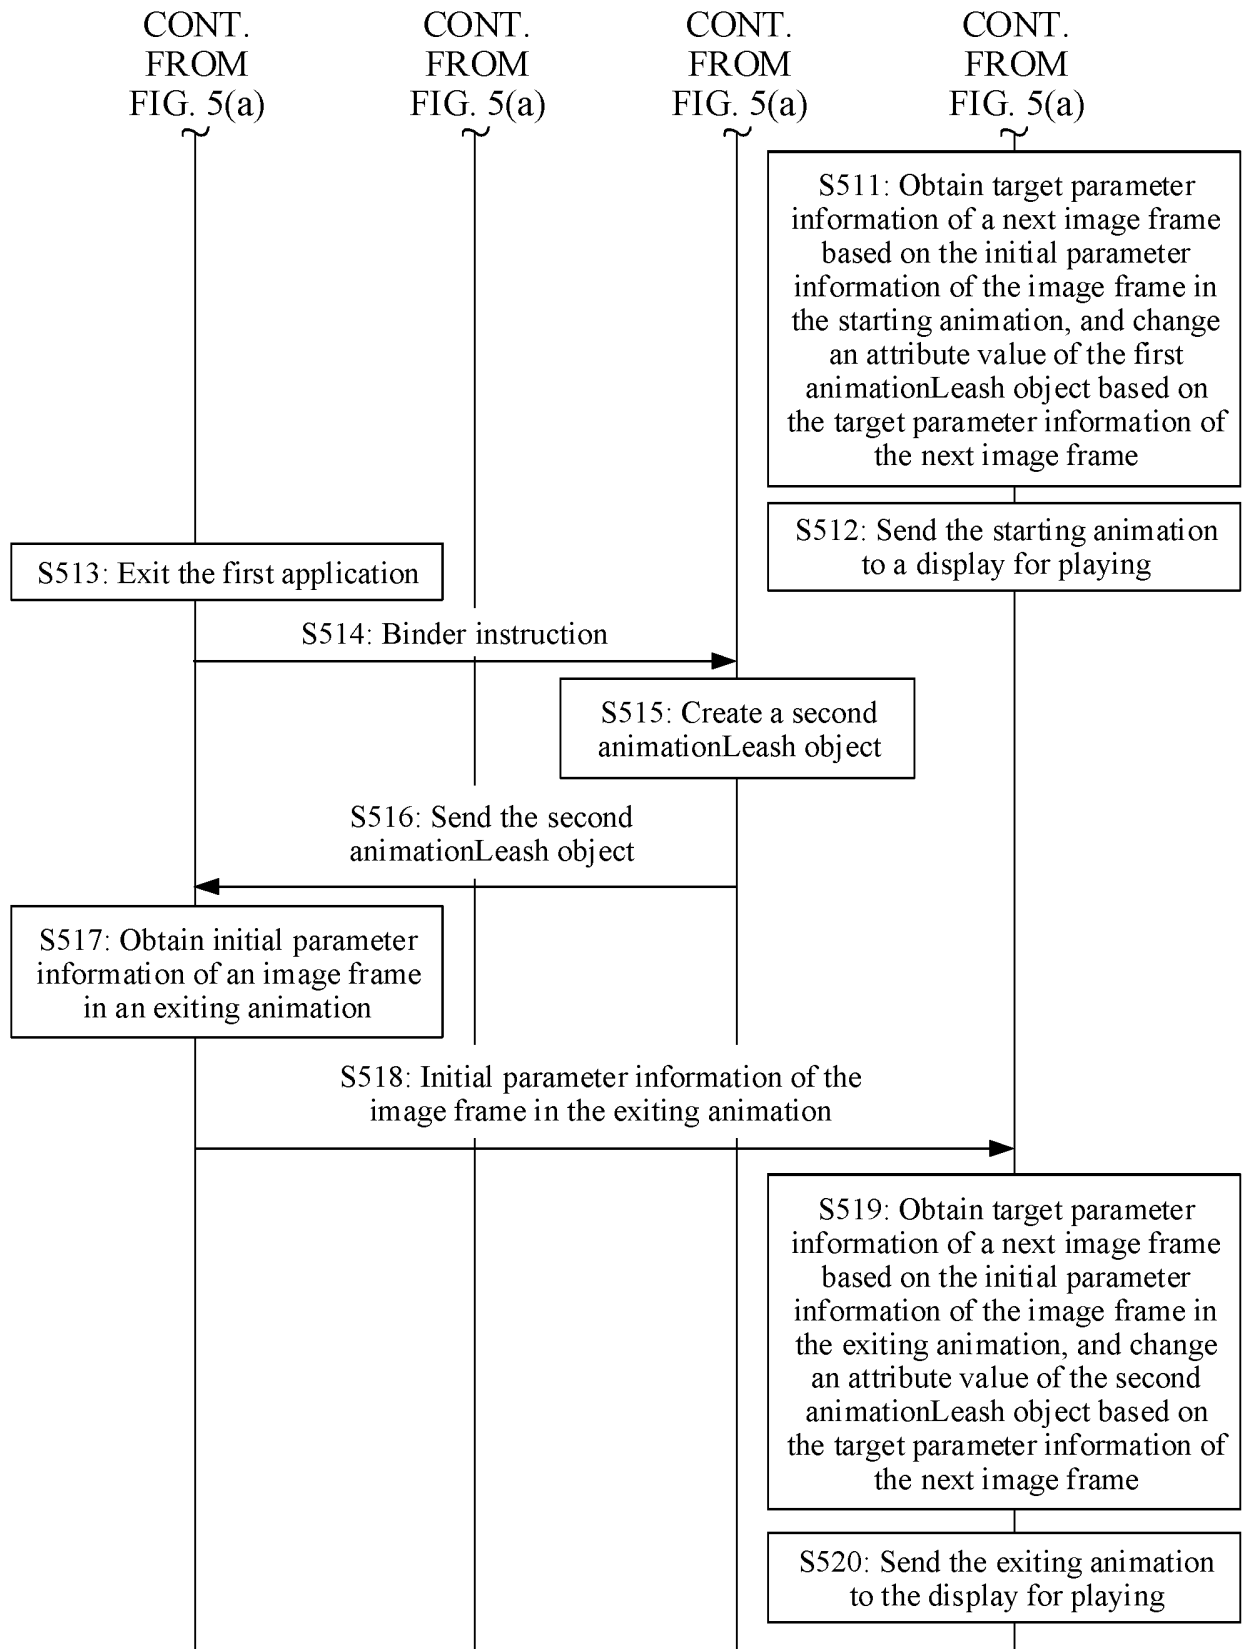 CONT.
FROM
FIG. 5(a)
CONT.
FROM
FIG. 5(a)
CONT.
FROM
FIG. 5(a)
CONT.
FROM
FIG. 5(a)
S511: Obtain target parameter
information of a next image frame
based on the initial parameter
information of the image frame in
the starting animation, and change
an attribute value of the first
animationLeash object based on
the target parameter information of
the next image frame
S512: Send the starting animation
to a display for playing
S513: Exit the first application
S514: Binder instruction
S515: Create a second
animationLeash object
S516: Send the second
animationLeash object
S517: Obtain initial parameter
information of an image frame
in an exiting animation
S518: Initial parameter information of the
image frame in the exiting animation
S519: Obtain target parameter
information of a next image frame
based on the initial parameter
information of the image frame in
the exiting animation, and change
an attribute value of the second
animationLeash object based on
the target parameter information of
the next image frame
S520: Send the exiting animation
to the display for playing